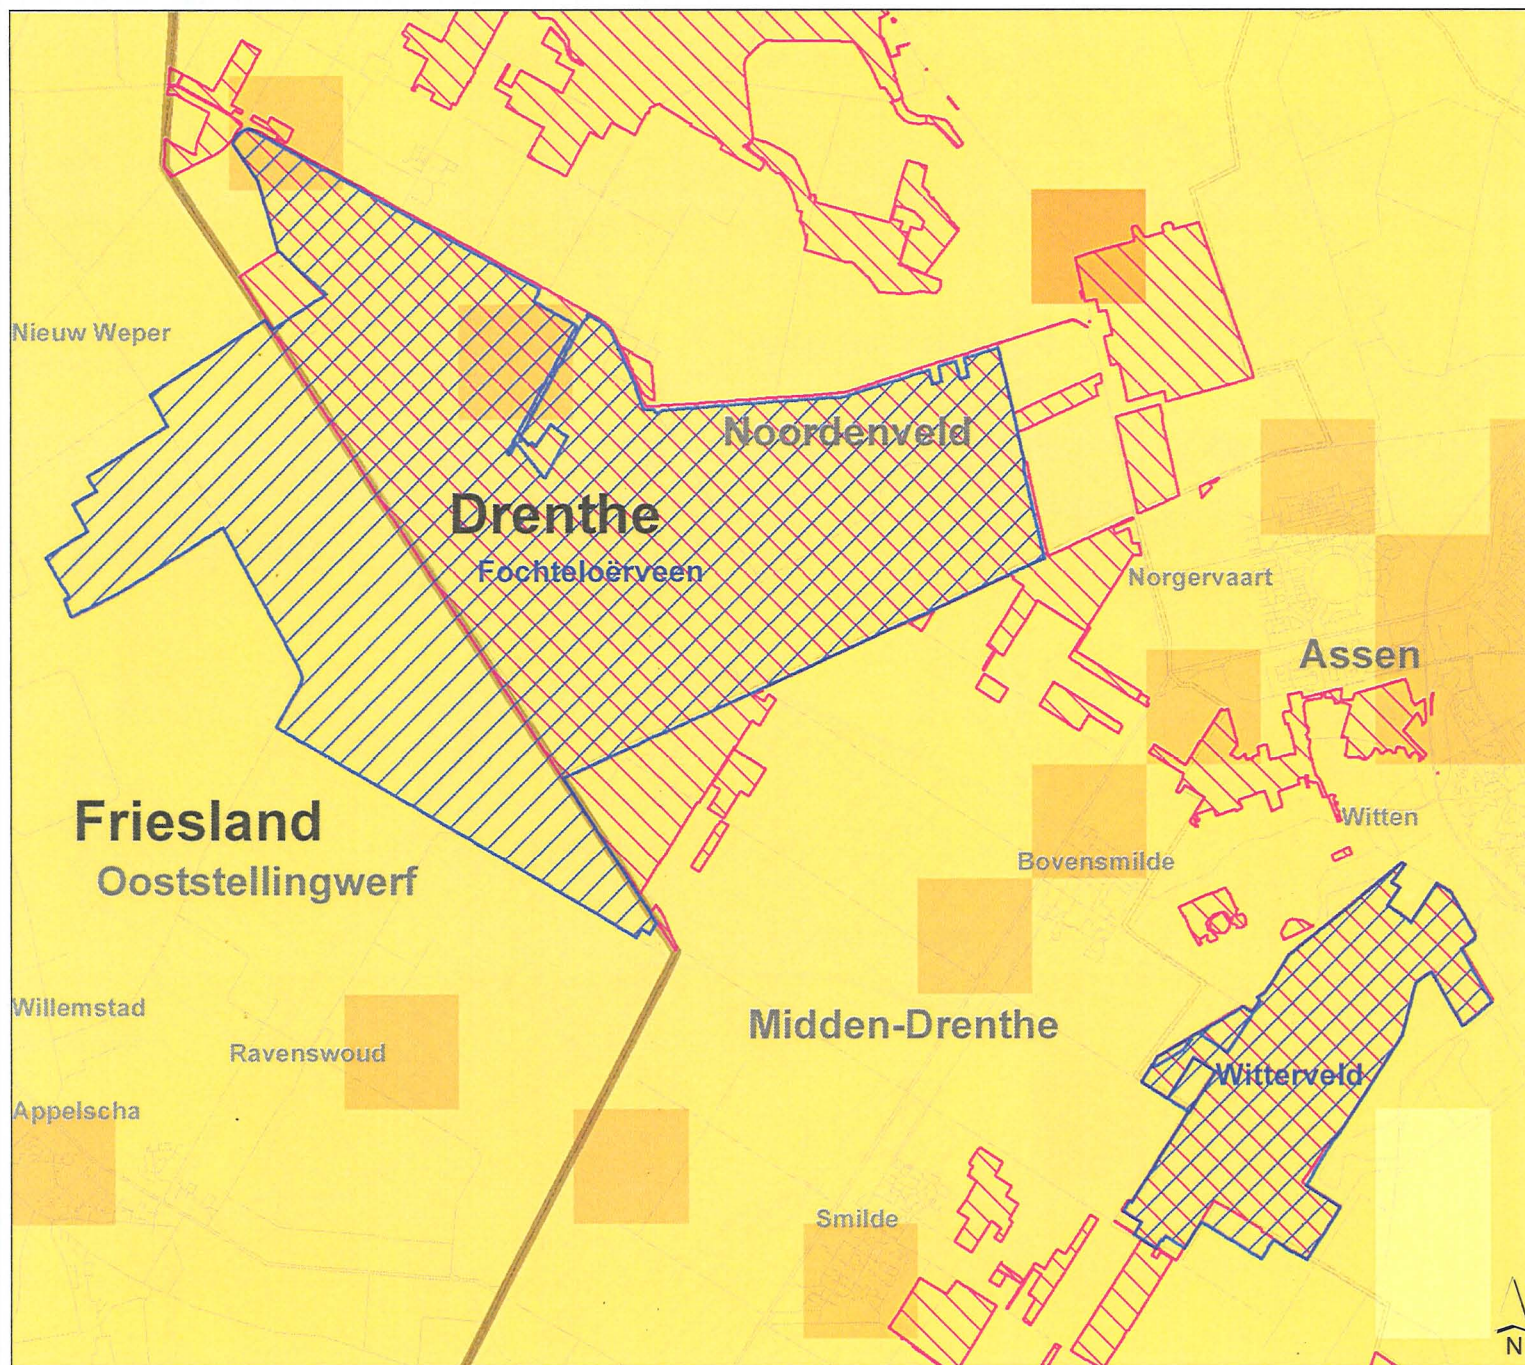 Nieuw Weper
Noordenveld
Drenthe
Fochteloërveen
Norgervaart
Assen
Friesland
Witten
Bovensmilde
Ooststellingwerf
Willemstad
Midden-Drenthe
Ravenswoud
Witterveld
Appelscha
Smilde
N